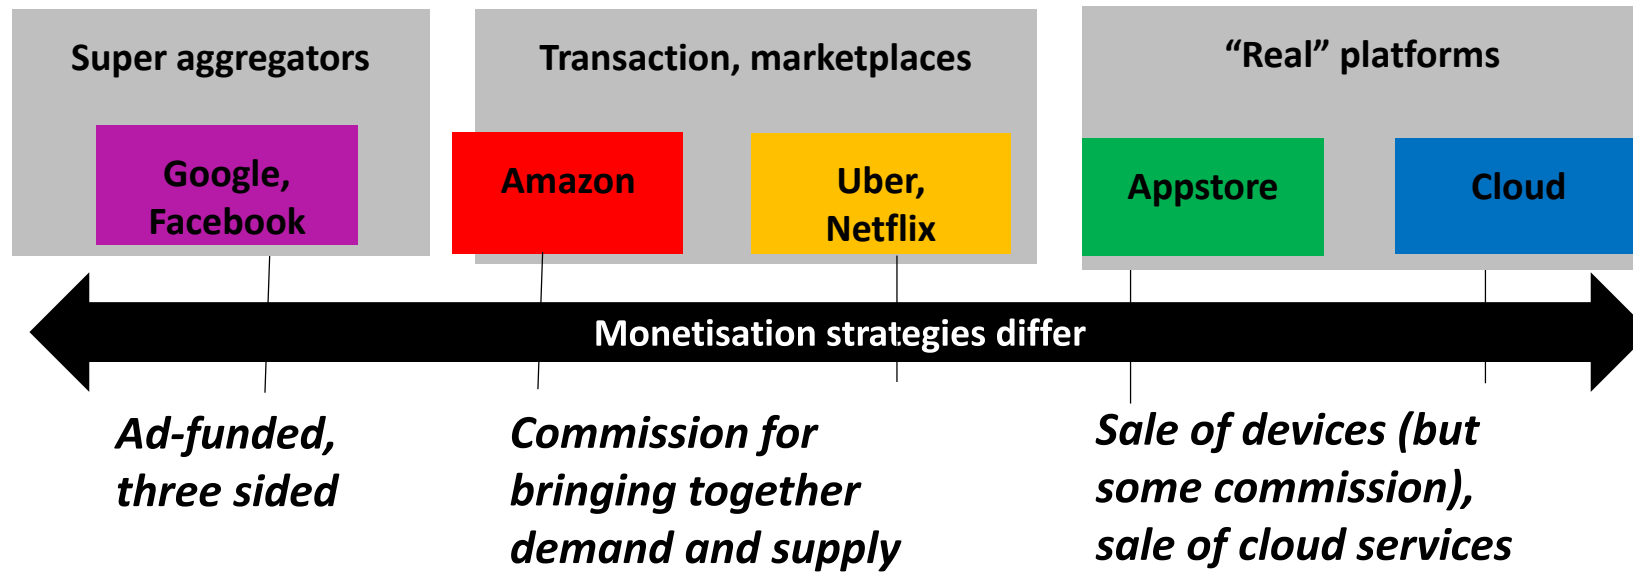 Super aggregators
Transaction, marketplaces
“Real” platforms
Google,
Facebook
Amazon
Uber,
Netflix
Appstore
Cloud
Monetisation strategies differ
Ad-funded,
three sided
Commission for
bringing together
demand and supply
Sale of devices (but
some commission),
sale of cloud services